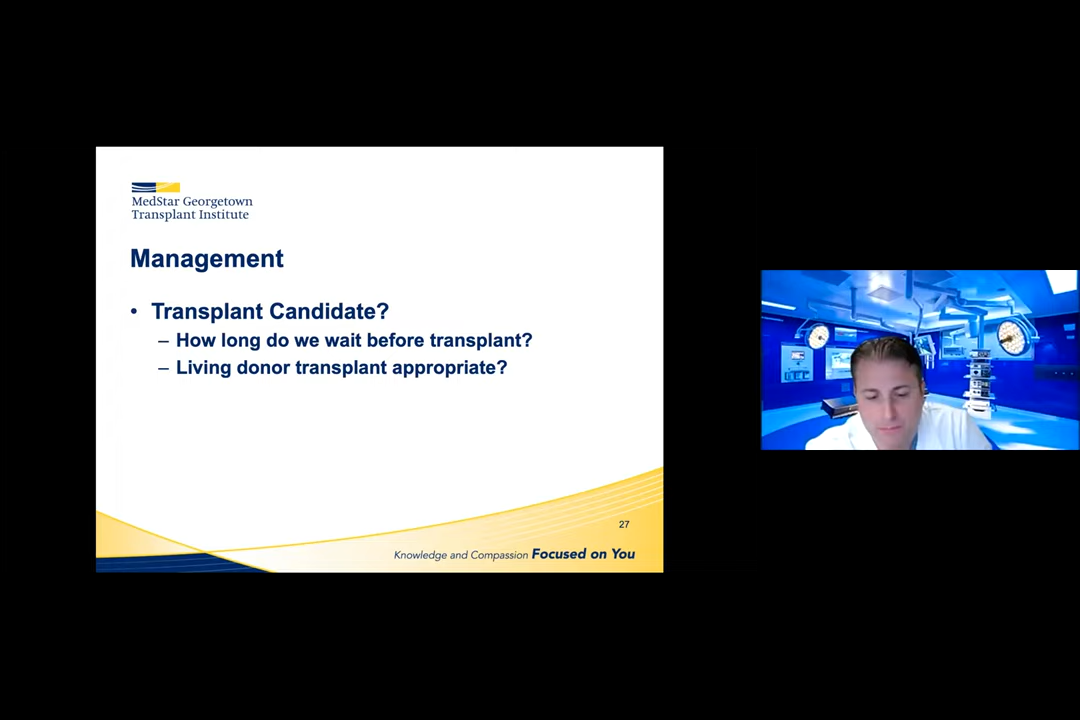 MedStar Georgetown
Transplant Institute
Management
• Transplant Candidate?
– How long do we wait before transplant?
– Living donor transplant appropriate?
27
Knowledge and Compassion Focused on You